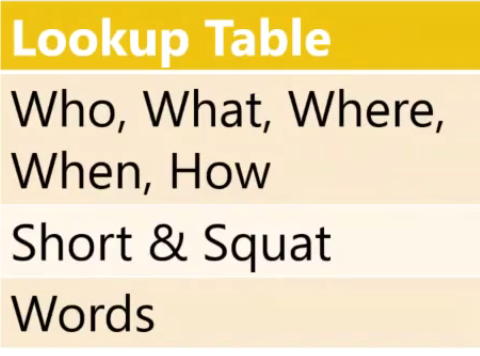 Lookup Table
Who, What, Where,
When, How
Short & Squat
Words